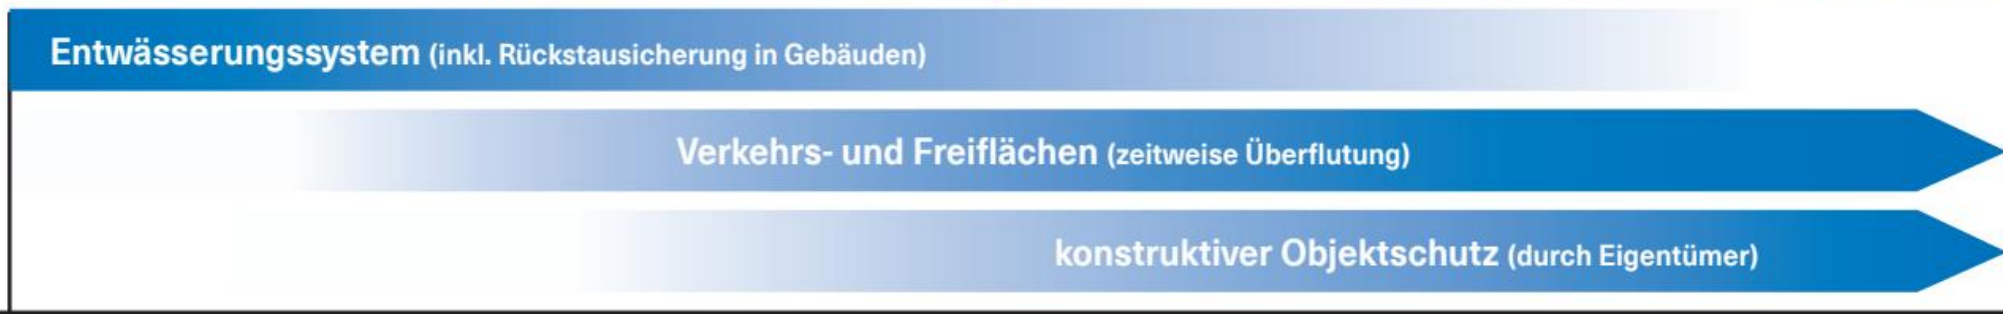 Entwässerungssystem (inkl. Rückstausicherung in Gebäuden)
Verkehrs- und Freiflächen (zeitweise Überflutung)
konstruktiver Objektschutz (durch Eigentümer)